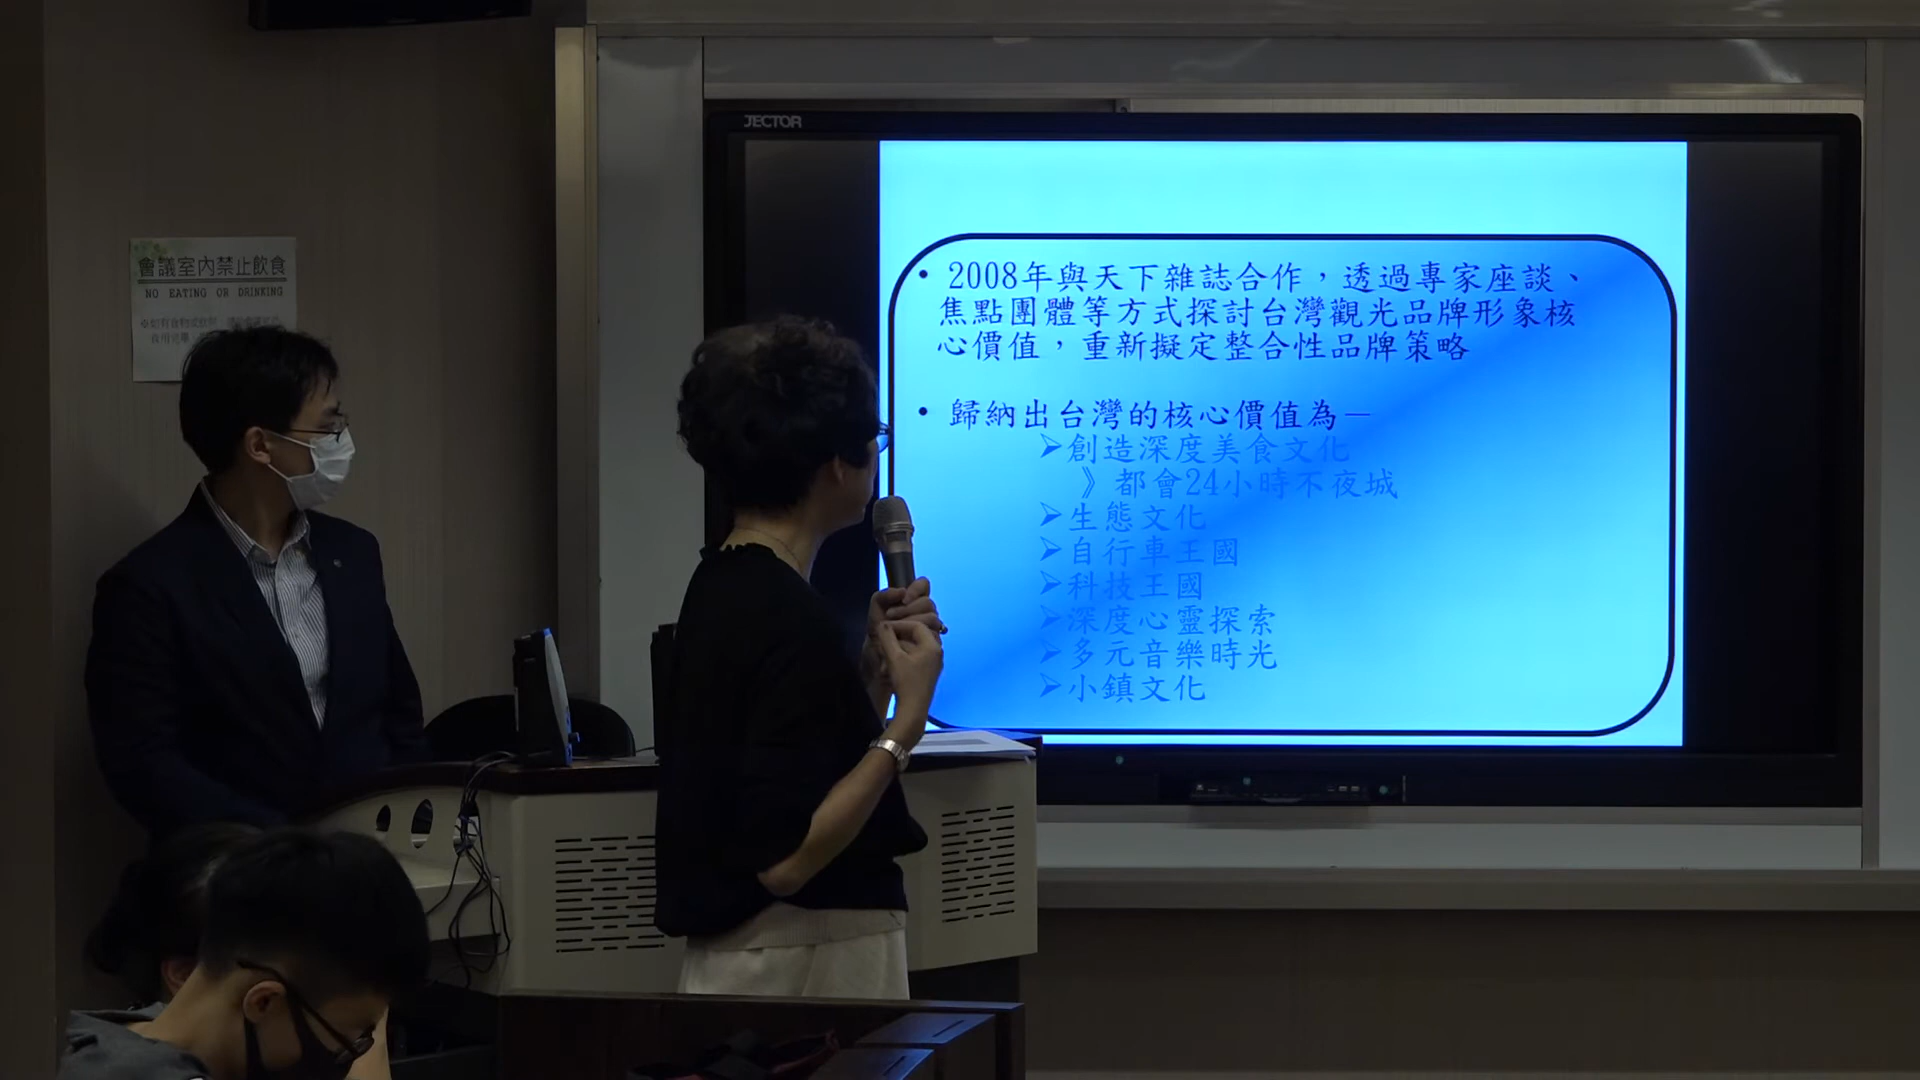 JECTOR
會議室內禁止飲食
NO EATING OR DRINKING
• 2008年與天下雜誌合作，透過專家座談、
焦點團體等方式探討台灣觀光品牌形象核
心價值，重新擬定整合性品牌策略
• 歸納出台灣的核心價值為－
➢創造深度美食文化
》都會24小時不夜城
➢生態文化
➢自行車王國
➢科技王國
➢深度心靈探索
➢多元音樂時光
➢小鎮文化